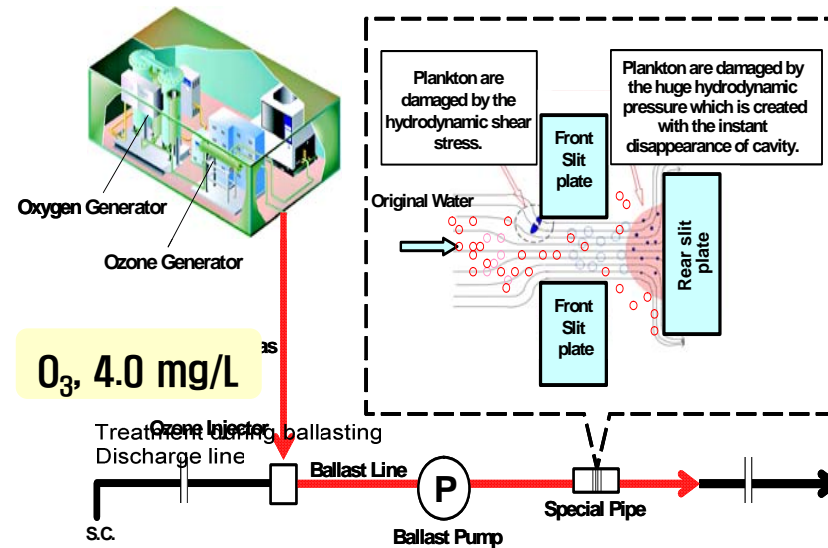 Oxygen Generator
Ozone Generator
Plankton are
damaged by the
hydrodynamic shear
stress.
Plankton are damaged by
the huge hydrodynamic
pressure which is created
with the instant
disappearance of cavity.
Front
Slit
plate
Original Water
Rear slit
plate
Front
Slit
plate
as
O₃, 4.0 mg/L
Ozone Injector
Treatment during ballasting
Discharge line
Ballast Line
P
Special Pipe
S.C.
Ballast Pump